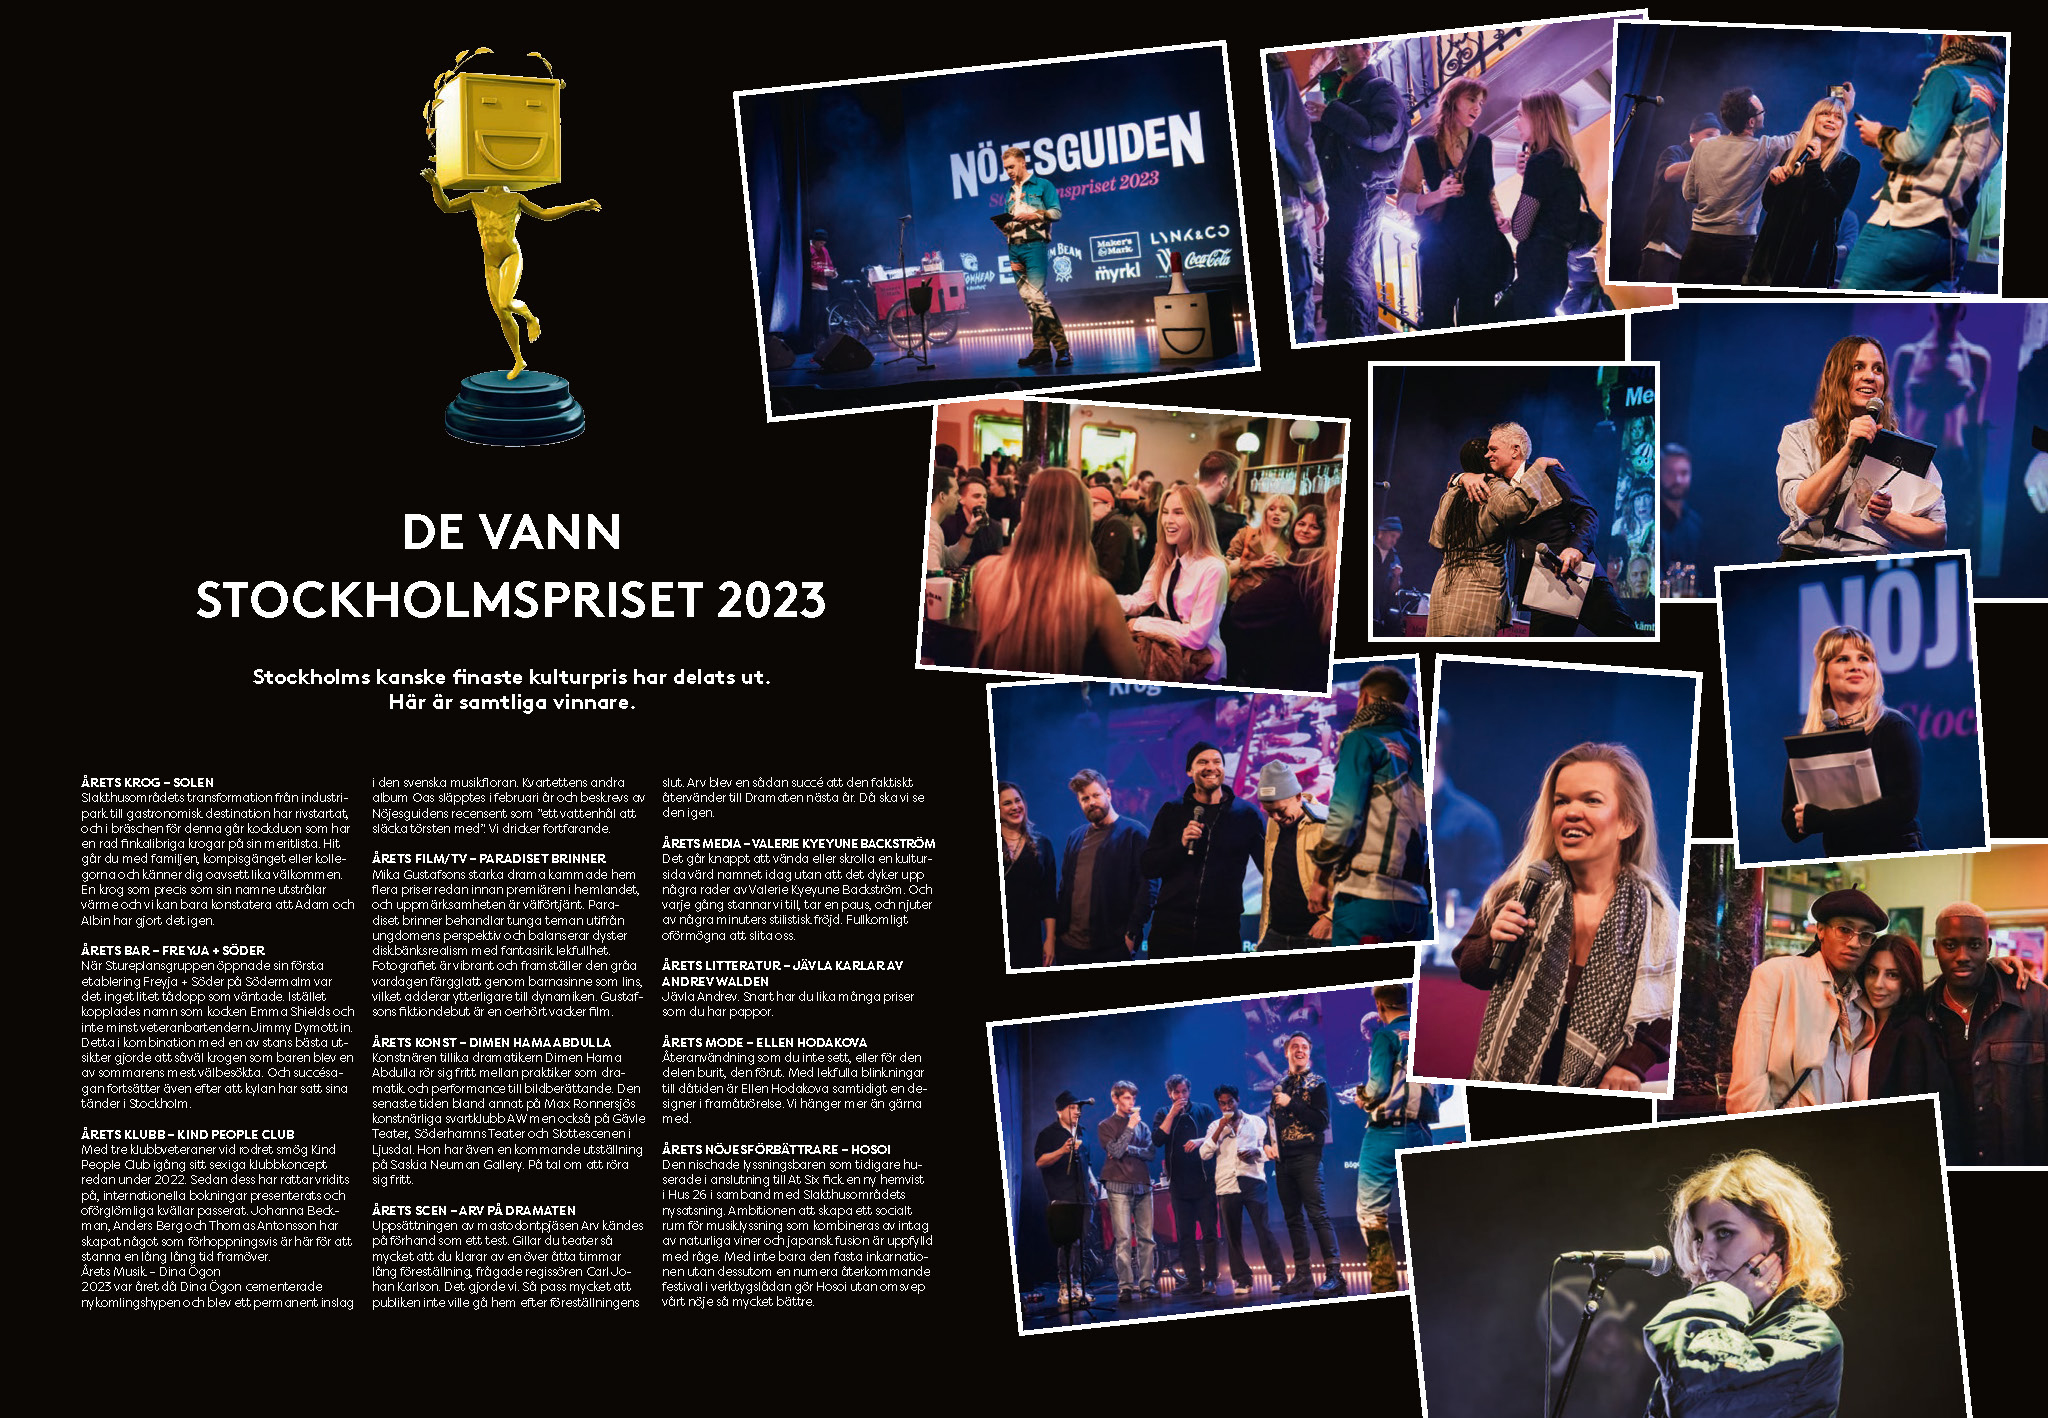 DE VANN
STOCKHOLMSPRISET 2023
Stockholms kanske finaste kulturpris har delats ut.
Här är samtliga vinnare.
ÅRETS KROG – SOLEN
Slakthusområdets transformation från industri-
park till gastronomisk destination har rivstartat,
och i bräschen för denna går kockduon som har
en rad finkalibriga krogar på sin meritlista. Hit
går du med familjen, kompisgänget eller kolle-
gorna och känner dig oavsett lika välkommen.
En krog som precis som sin namne utstrålar
värme och vi kan bara konstatera att Adam och
Albin har gjort det igen.
ÅRETS BAR – FREYJA + SÖDER
När Stureplansgruppen öppnade sin första
etablering Freyja + Söder på Södermalm var
det inget litet tådopp som väntade. Istället
kopplades namn som kocken Emma Shields och
inte minst veteranbartendern Jimmy Dymott in.
Detta i kombination med en av stans bästa ut-
sikter gjorde att såväl krogen som baren blev en
av sommarens mest välbesökta. Och succésa-
gan fortsätter även efter att kylan har satt sina
tänder i Stockholm.
ÅRETS KLUBB – KIND PEOPLE CLUB
Med tre klubbveteraner vid rodret smög Kind
People Club igång sitt sexiga klubbkoncept
redan under 2022. Sedan dess har rattar vridits
på, internationella bokningar presenterats och
oförglömliga kvällar passerat. Johanna Beck-
man, Anders Berg och Thomas Antonsson har
skapat något som förhoppningsvis är här för att
stanna en lång lång tid framöver.
Årets Musik – Dina Ögon
2023 var året då Dina Ögon cementerade
nykomlingshypen och blev ett permanent inslag
i den svenska musikfloran. Kvartettens andra
album Oas släpptes i februari år och beskrevs av
Nöjesguidens recensent som ”ett vattenhål att
släcka törsten med”. Vi dricker fortfarande.
ÅRETS FILM/TV – PARADISET BRINNER
Mika Gustafsons starka drama kammade hem
flera priser redan innan premiären i hemlandet,
och uppmärksamheten är välförtjänt. Para-
diset brinner behandlar tunga teman utifrån
ungdomens perspektiv och balanserar dyster
diskbänksrealism med fantasirik lekfullhet.
Fotografiet är vibrant och framställer den gråa
vardagen färgglatt genom barnasinne som lins,
vilket adderar ytterligare till dynamiken. Gustaf-
sons fiktiondebut är en oerhört vacker film.
ÅRETS KONST – DIMEN HAMA ABDULLA
Konstnären tillika dramatikern Dimen Hama
Abdulla rör sig fritt mellan praktiker som dra-
matik och performance till bildberättande. Den
senaste tiden bland annat på Max Ronnersjös
konstnärliga svartklubb AW men också på Gävle
Teater, Söderhamns Teater och Slottescenen i
Ljusdal. Hon har även en kommande utställning
på Saskia Neuman Gallery. På tal om att röra
sig fritt.
ÅRETS SCEN – ARV PÅ DRAMATEN
Uppsättningen av mastodontpjäsen Arv kändes
på förhand som ett test. Gillar du teater så
mycket att du klarar av en över åtta timmar
lång föreställning, frågade regissören Carl Jo-
han Karlson. Det gjorde vi. Så pass mycket att
publiken inte ville gå hem efter föreställningens
slut. Arv blev en sådan succé att den faktiskt
återvänder till Dramaten nästa år. Då ska vi se
den igen.
ÅRETS MEDIA – VALERIE KYEYUNE BACKSTRÖM
Det går knappt att vända eller skrolla en kultur-
sida värd namnet idag utan att det dyker upp
några rader av Valerie Kyeyune Backström. Och
varje gång stannar vi till, tar en paus, och njuter
av några minuters stilistisk fröjd. Fullkomligt
oförmögna att slita oss.
ÅRETS LITTERATUR – JÄVLA KARLAR AV
ANDREV WALDEN
Jävla Andrev. Snart har du lika många priser
som du har pappor.
ÅRETS MODE – ELLEN HODAKOVA
Återanvändning som du inte sett, eller för den
delen burit, den förut. Med lekfulla blinkningar
till dåtiden är Ellen Hodakova samtidigt en de-
signer i framåtrörelse. Vi hänger mer än gärna
med.
ÅRETS NÖJESFÖRBÄTTRARE – HOSOI
Den nischade lyssningsbaren som tidigare hu-
serade i anslutning till At Six fick en ny hemvist
i Hus 26 i samband med Slakthusområdets
nysatsning. Ambitionen att skapa ett socialt
rum för musiklyssning som kombineras av intag
av naturliga viner och japansk fusion är uppfylld
med råge. Med inte bara den fasta inkarnatio-
nen utan dessutom en numera återkommande
festival i verktygslådan gör Hosoi utan omsvep
vårt nöje så mycket bättre.
NÖJESGUIDEN
St mspriset 2023
LYNK&CO
Maker's Mark
myrkl
Coca-Cola
BEAM
Me
Krog
NÖJ
Stoc